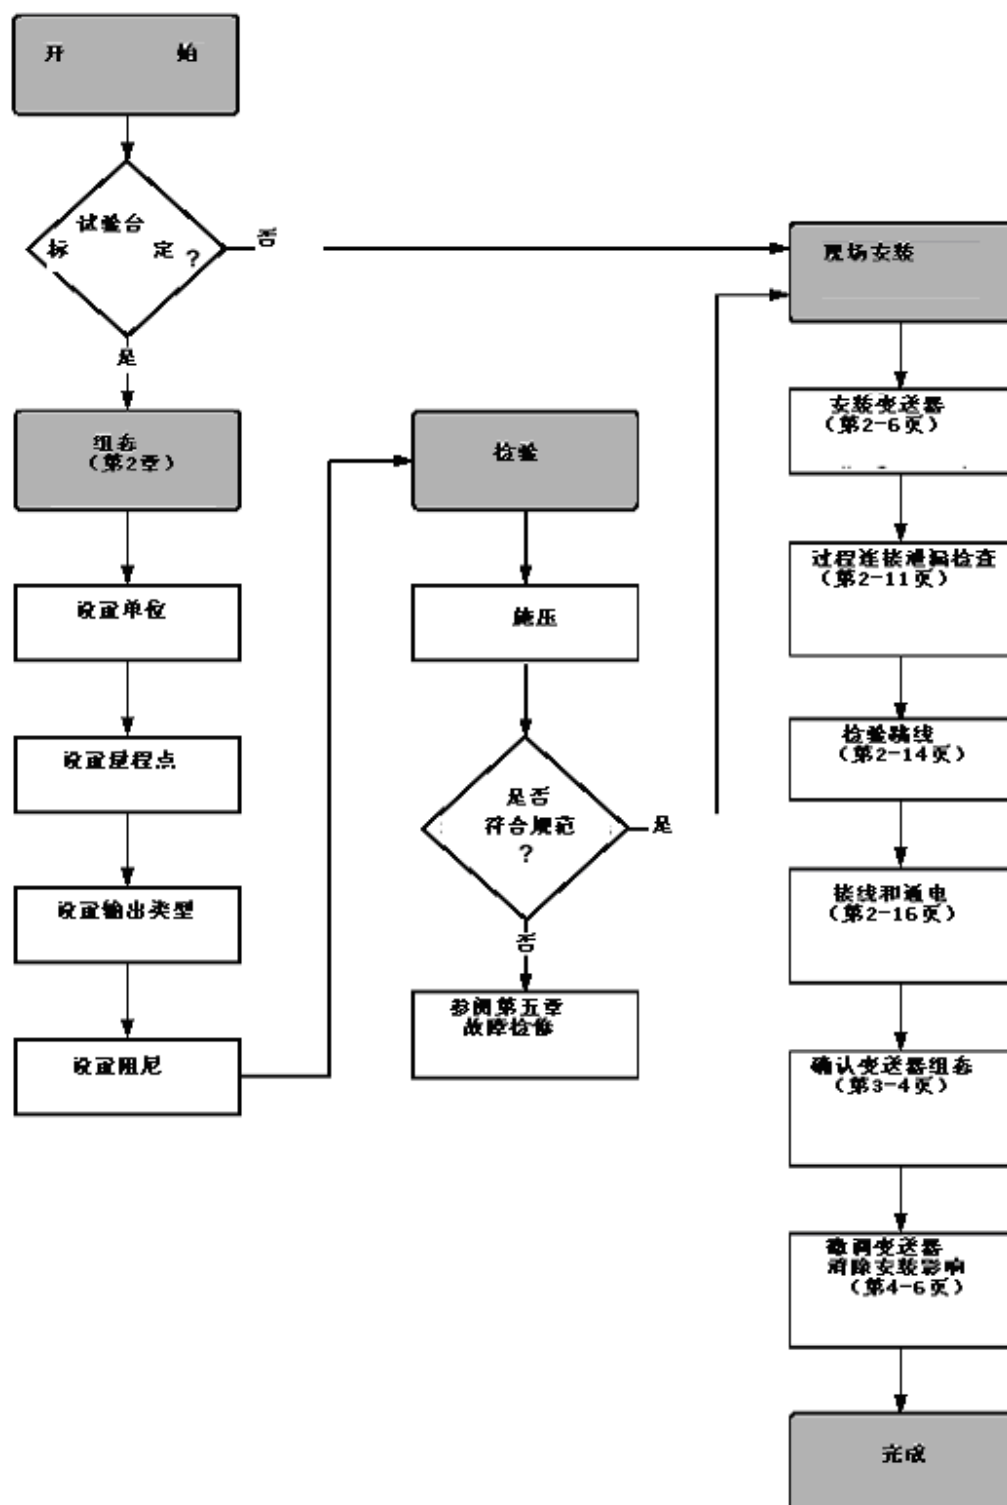 开 始
试验台
标 定 ?
否
是
组态
(第2章)
设置单位
设置量程点
设置输出类型
设置阻尼
检验
施压
是否
符合规范
?
是
否
参阅第五章
故障检修
现场安装
安装变送器
(第2-6页)
过程连接泄漏检查
(第2-11页)
检验跳线
(第2-14页)
接线和通电
(第2-16页)
确认变送器组态
(第3-4页)
微调变送器
消除安装影响
(第4-6页)
完成